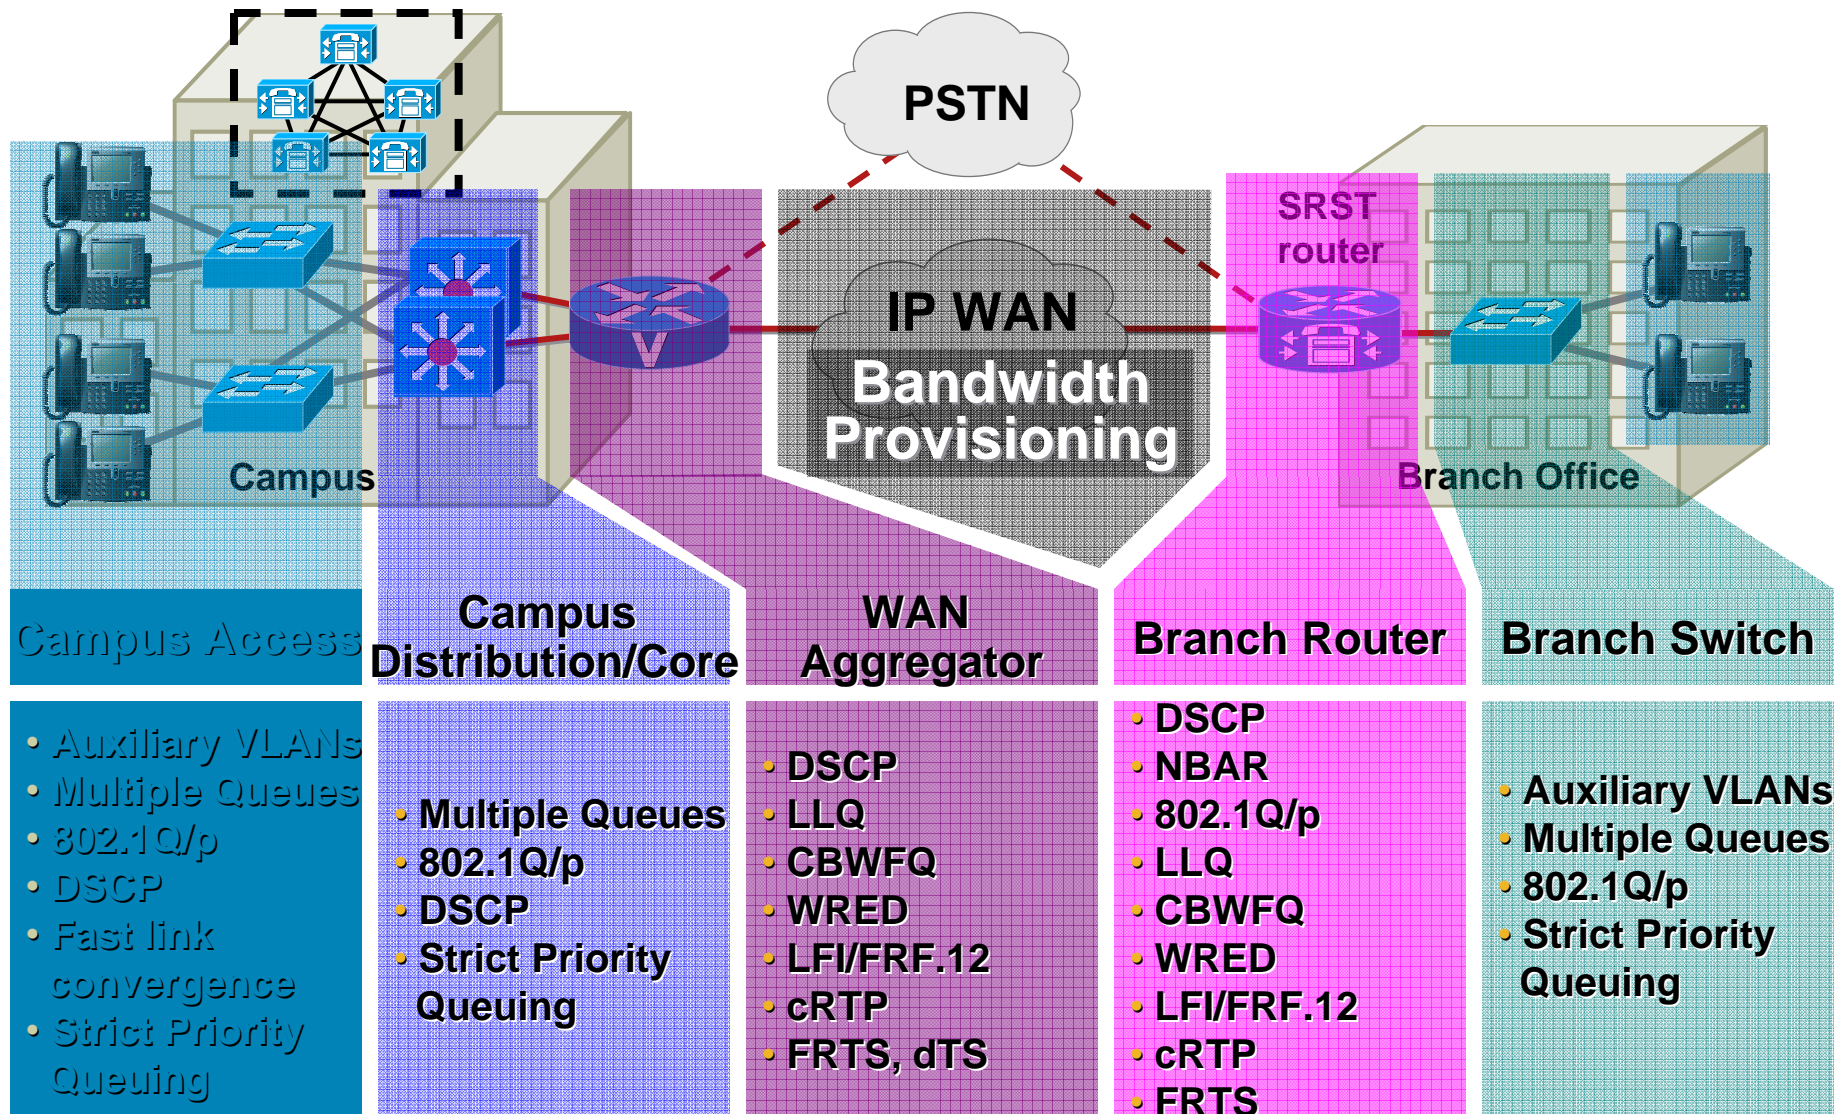 PSTN
SRST
router
IP WAN
Bandwidth
Provisioning
V
Campus
Branch Office
Campus Access
Campus
Distribution/Core
WAN
Aggregator
Branch Router
Branch Switch
• Auxiliary VLANs
• Multiple Queues
• 802.1Q/p
• DSCP
• Fast link
convergence
• Strict Priority
Queuing
• Multiple Queues
• 802.1Q/p
• DSCP
• Strict Priority
Queuing
• DSCP
• LLQ
• CBWFQ
• WRED
• LFI/FRF.12
• cRTP
• FRTS, dTS
• DSCP
• NBAR
• 802.1Q/p
• LLQ
• CBWFQ
• WRED
• LFI/FRF.12
• cRTP
• FRTS
• Auxiliary VLANs
• Multiple Queues
• 802.1Q/p
• Strict Priority
Queuing